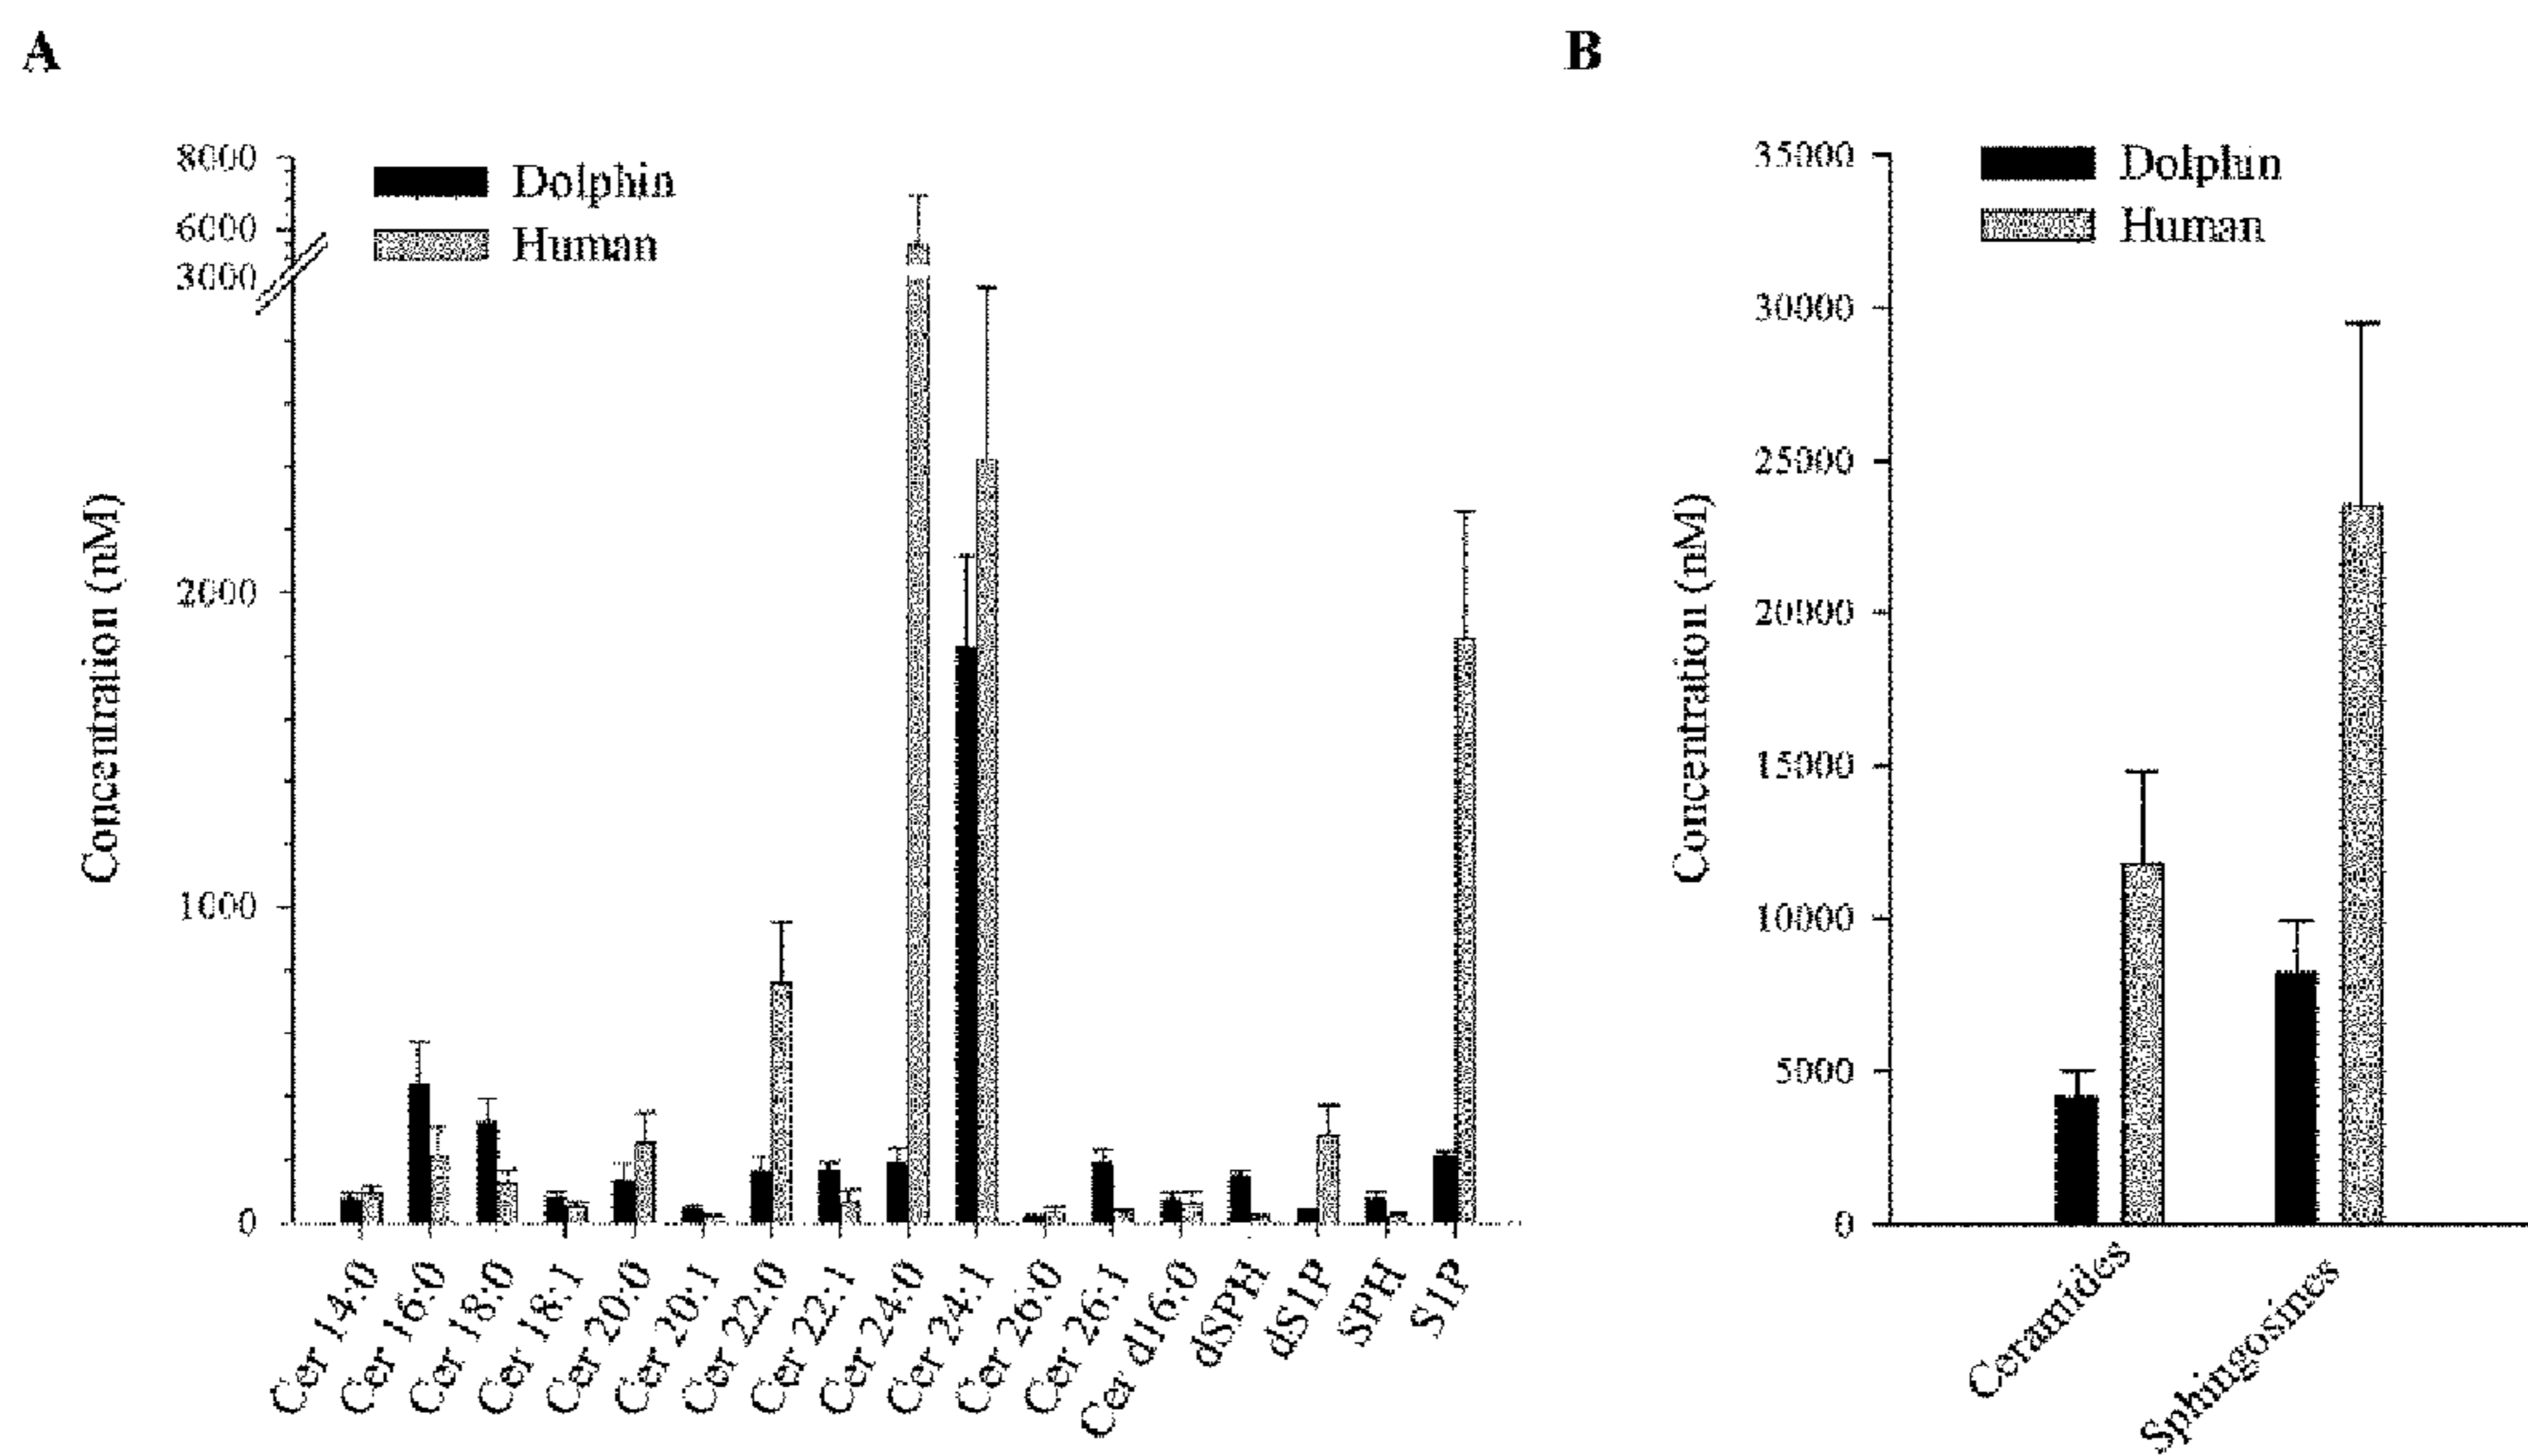 A
8000
6000
3000
2000
1000
0
Concentration (nM)
Dolphin
Human
Cer 14:0
Cer 16:0
Cer 18:0
Cer 18:1
Cer 20:0
Cer 20:1
Cer 22:0
Cer 22:1
Cer 24:0
Cer 24:1
Cer 26:0
Cer 26:1
Cer d16:0
dSPH
dS1P
SPH
S1P
B
35000
30000
25000
20000
15000
10000
5000
0
Concentration (nM)
Dolphin
Human
Ceramides
Sphingosines